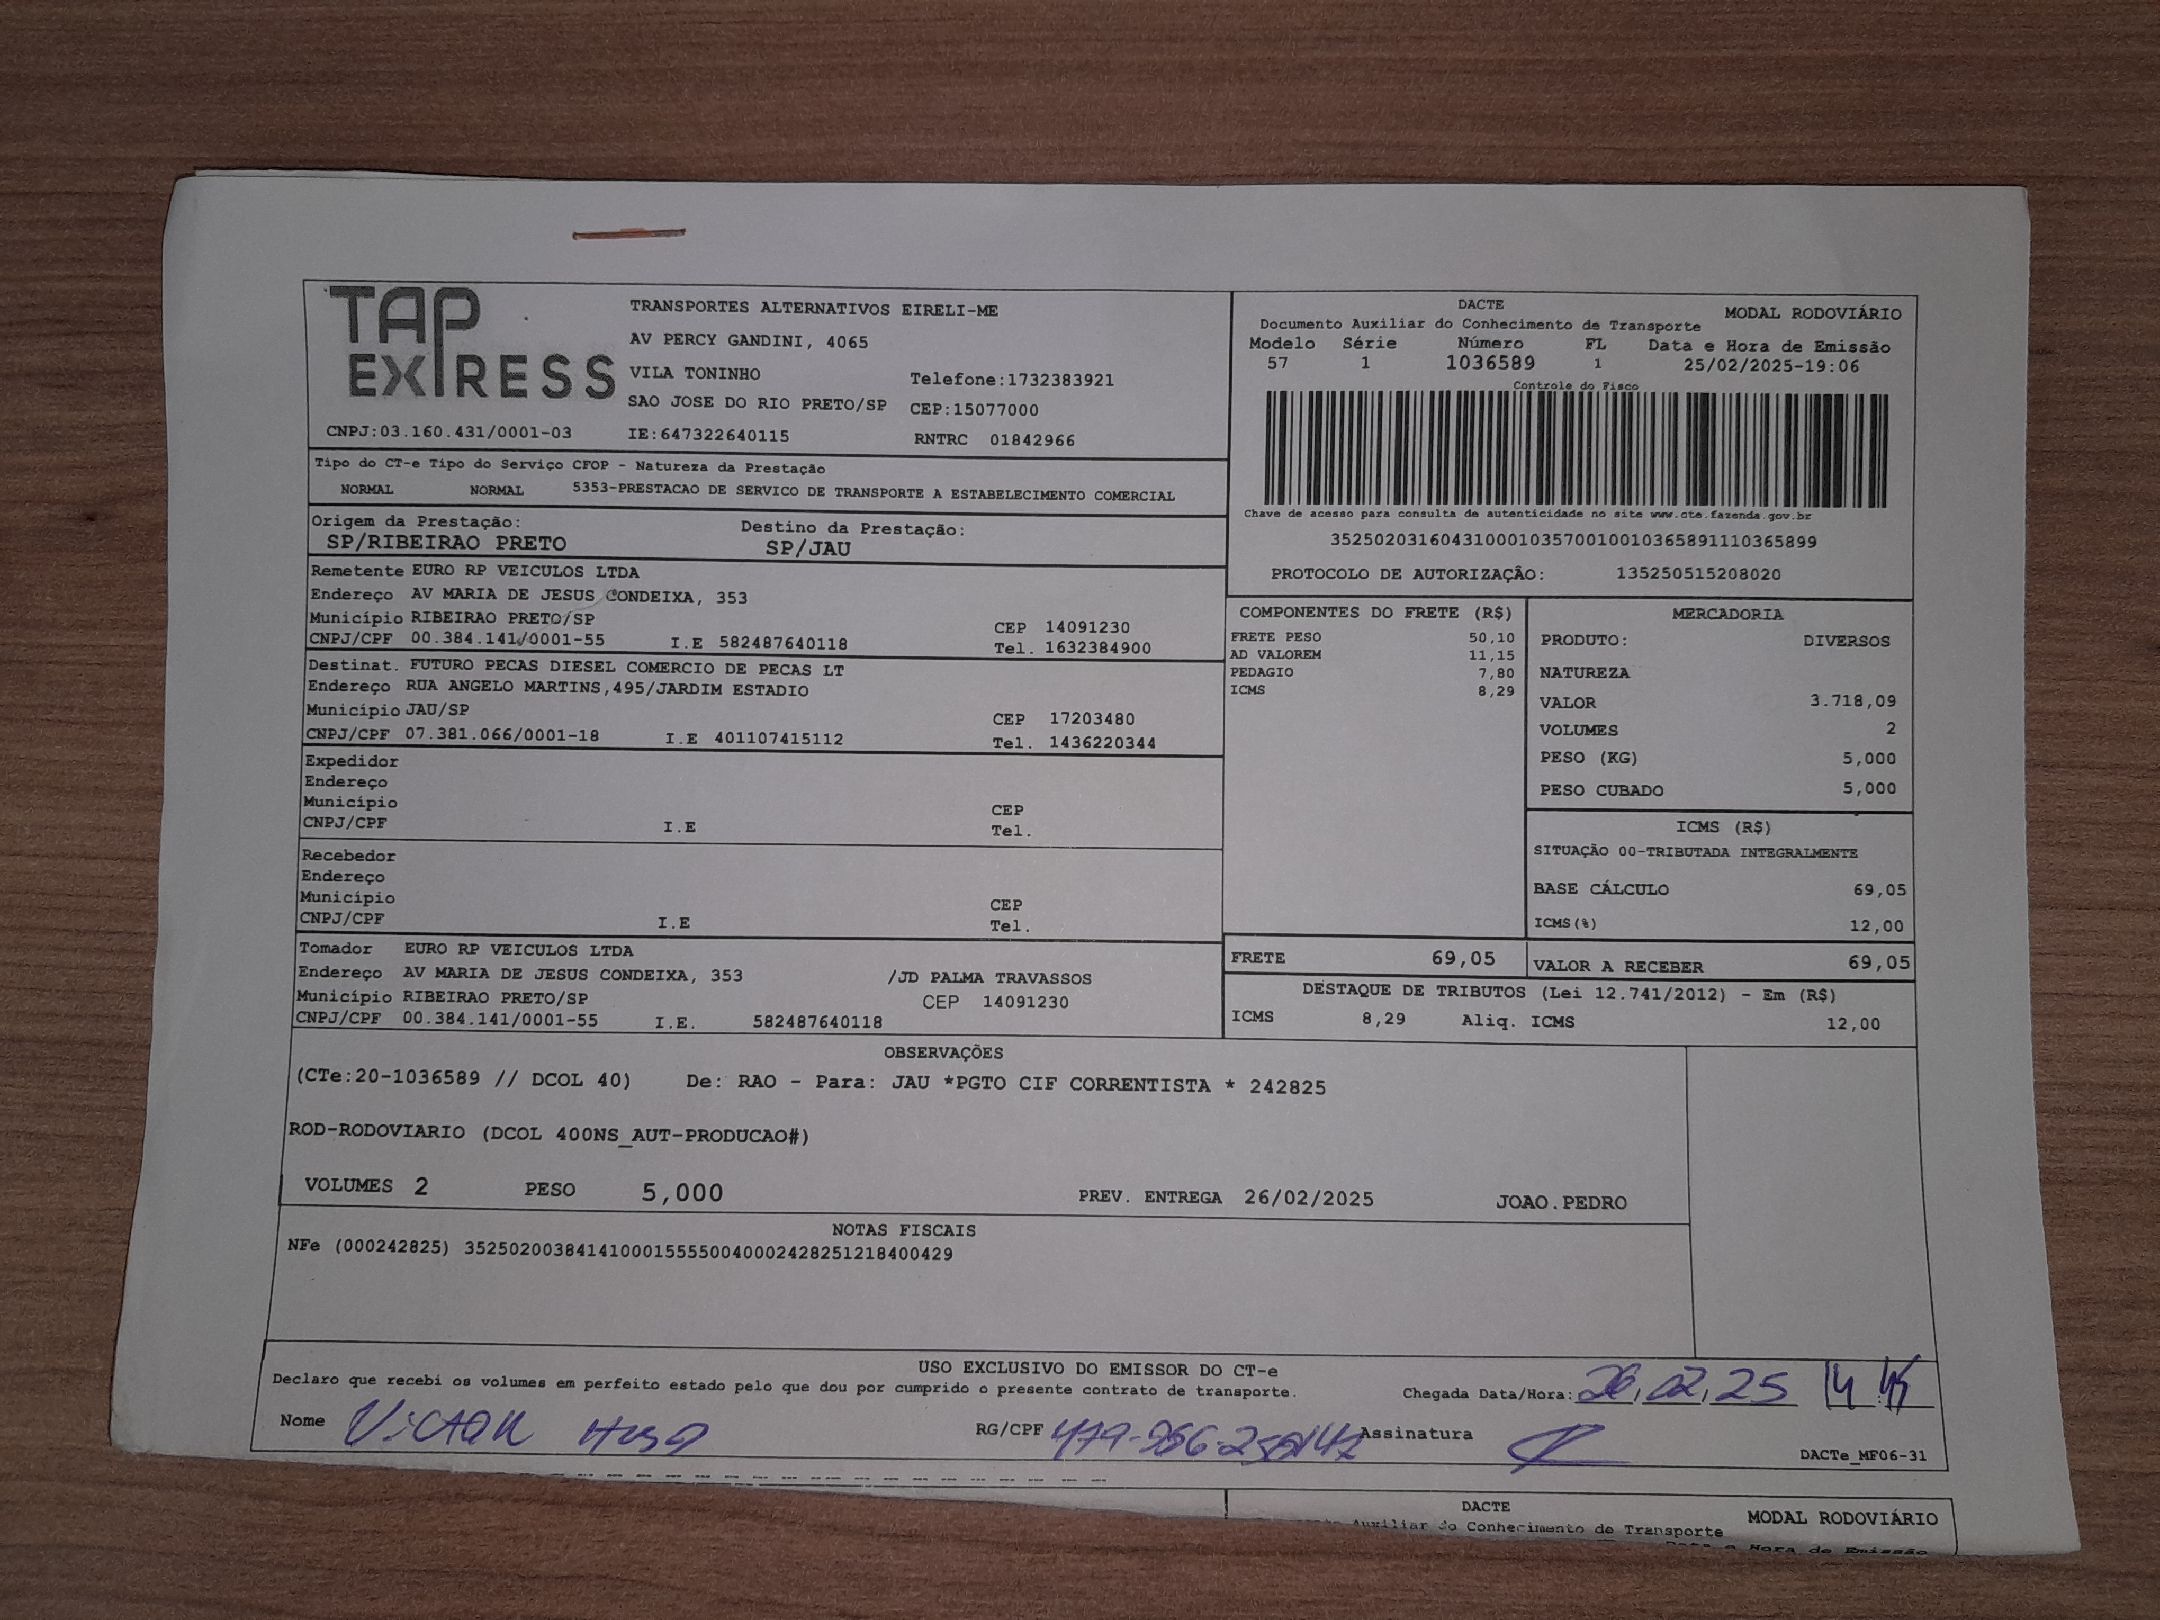 TAP EXPRESS
TRANSPORTES ALTERNATIVOS EIRELI-ME
AV PERCY GANDINI, 4065
VILA TONINHO Telefone:1732383921
SAO JOSE DO RIO PRETO/SP CEP:15077000
CNPJ:03.160.431/0001-03 IE:647322640115 RNTRC 01842966
DACTE MODAL RODOVIÁRIO
Documento Auxiliar do Conhecimento de Transporte
Modelo Série Número FL Data e Hora de Emissão
57 1 1036589 1 25/02/2025-19:06
Controle do Fisco
Chave de acesso para consulta de autenticidade no site www.cte.fazenda.gov.br
35250203160431000103570010010365891110365899
PROTOCOLO DE AUTORIZAÇÃO: 135250515208020
Tipo do CT-e Tipo do Serviço CFOP - Natureza da Prestação
NORMAL NORMAL 5353-PRESTACAO DE SERVICO DE TRANSPORTE A ESTABELECIMENTO COMERCIAL
Origem da Prestação: Destino da Prestação:
SP/RIBEIRAO PRETO SP/JAU
Remetente EURO RP VEICULOS LTDA
Endereço AV MARIA DE JESUS CONDEIXA, 353
Município RIBEIRAO PRETO/SP CEP 14091230
CNPJ/CPF 00.384.141/0001-55 I.E 582487640118 Tel. 1632384900
Destinat. FUTURO PECAS DIESEL COMERCIO DE PECAS LT
Endereço RUA ANGELO MARTINS,495/JARDIM ESTADIO
Município JAU/SP CEP 17203480
CNPJ/CPF 07.381.066/0001-18 I.E 401107415112 Tel. 1436220344
Expedidor
Endereço
Município CEP
CNPJ/CPF I.E Tel.
Recebedor
Endereço
Município CEP
CNPJ/CPF I.E Tel.
Tomador EURO RP VEICULOS LTDA
Endereço AV MARIA DE JESUS CONDEIXA, 353 /JD PALMA TRAVASSOS
Município RIBEIRAO PRETO/SP CEP 14091230
CNPJ/CPF 00.384.141/0001-55 I.E. 582487640118
COMPONENTES DO FRETE (R$)
FRETE PESO 50,10
AD VALOREM 11,15
PEDAGIO 7,80
ICMS 8,29
MERCADORIA
PRODUTO: DIVERSOS
NATUREZA
VALOR 3.718,09
VOLUMES 2
PESO (KG) 5,000
PESO CUBADO 5,000
ICMS (R$)
SITUAÇÃO 00-TRIBUTADA INTEGRALMENTE
BASE CÁLCULO 69,05
ICMS(%) 12,00
FRETE 69,05 VALOR A RECEBER 69,05
DESTAQUE DE TRIBUTOS (Lei 12.741/2012) - Em (R$)
ICMS 8,29 Aliq. ICMS 12,00
OBSERVAÇÕES
(CTe:20-1036589 // DCOL 40) De: RAO - Para: JAU *PGTO CIF CORRENTISTA * 242825
ROD-RODOVIARIO (DCOL 400NS_AUT-PRODUCAO#)
VOLUMES 2 PESO 5,000 PREV. ENTREGA 26/02/2025 JOAO.PEDRO
NOTAS FISCAIS
NFe (000242825) 35250200384141000155550040002428251218400429
USO EXCLUSIVO DO EMISSOR DO CT-e
Declaro que recebi os volumes em perfeito estado pelo que dou por cumprido o presente contrato de transporte. Chegada Data/Hora: 26.02.25 14:45
Nome Victor Hugo RG/CPF Assinatura
DACTe_MF06-31
DACTE MODAL RODOVIÁRIO
Auxiliar do Conhecimento de Transporte
Data e Hora de Emissão